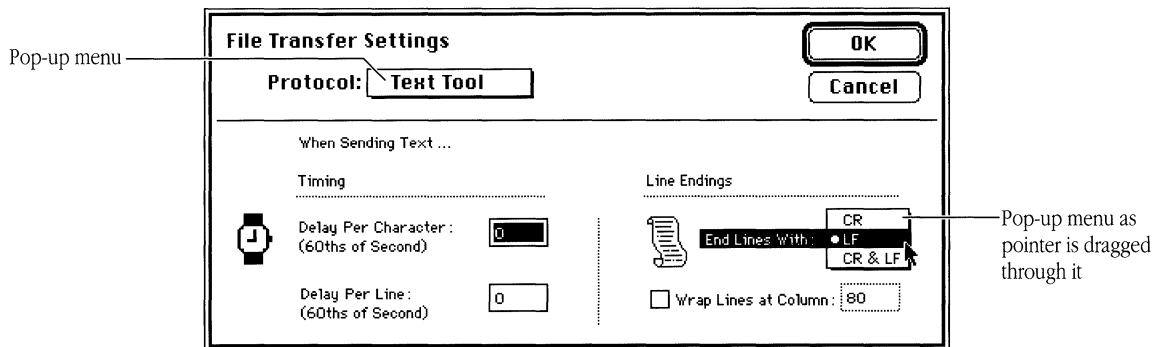 File Transfer Settings
OK
Pop-up menu
Protocol: Text Tool
Cancel
When Sending Text ...
Timing
Line Endings
Delay Per Character:
(60ths of Second)
0
CR
End Lines With: LF
CR & LF
Pop-up menu as
pointer is dragged
through it
Delay Per Line:
(60ths of Second)
0
Wrap Lines at Column: 80